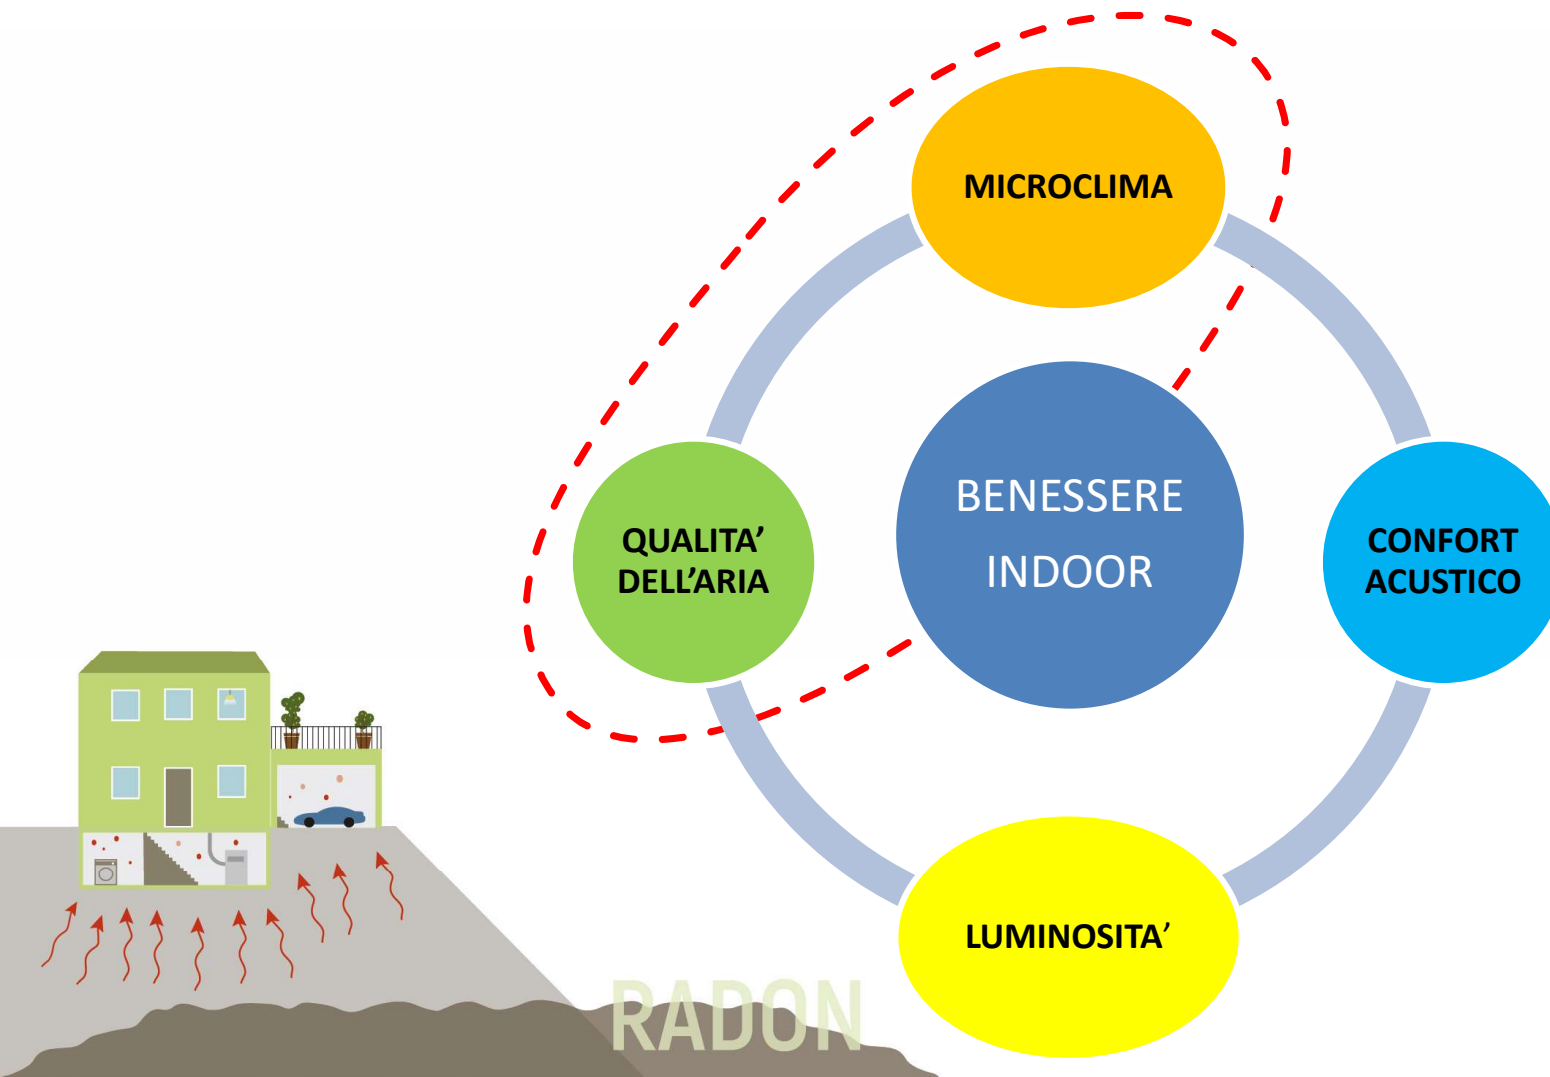 MICROCLIMA
BENESSERE
INDOOR
QUALITA’
DELL’ARIA
CONFORT
ACUSTICO
LUMINOSITA’
RADON